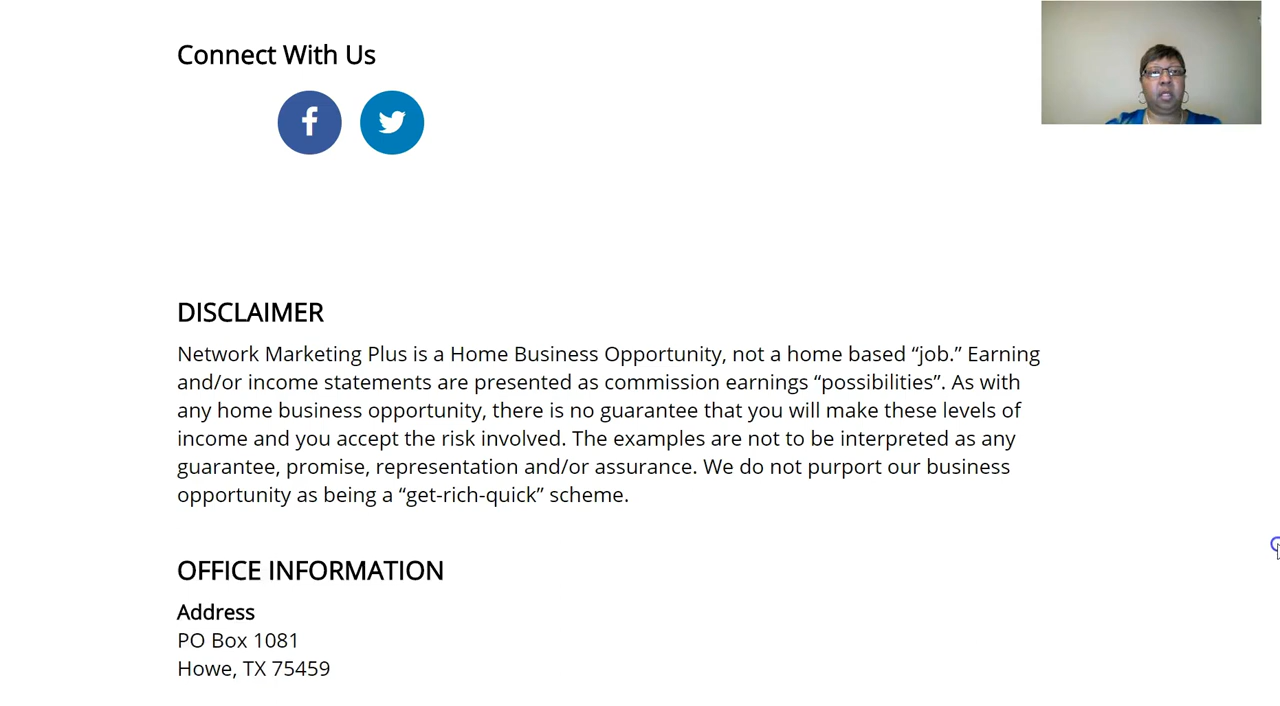 Connect With Us
DISCLAIMER
Network Marketing Plus is a Home Business Opportunity, not a home based “job.” Earning
and/or income statements are presented as commission earnings “possibilities”. As with
any home business opportunity, there is no guarantee that you will make these levels of
income and you accept the risk involved. The examples are not to be interpreted as any
guarantee, promise, representation and/or assurance. We do not purport our business
opportunity as being a “get-rich-quick” scheme.
OFFICE INFORMATION
Address
PO Box 1081
Howe, TX 75459